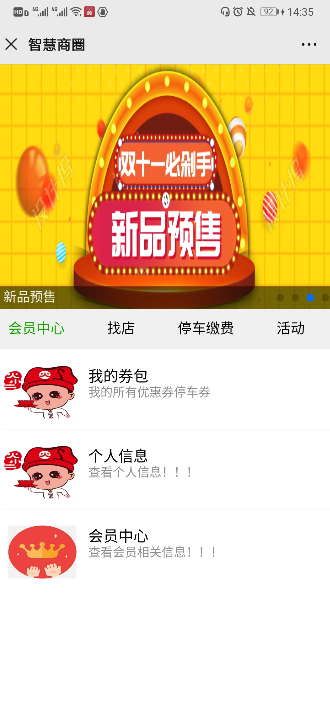 92 14:35
智慧商圈
双十一必剁手
新品预售
新品预售
会员中心 找店 停车缴费 活动
我的券包
我的所有优惠券停车券
个人信息
查看个人信息！！！
会员中心
查看会员相关信息！！！